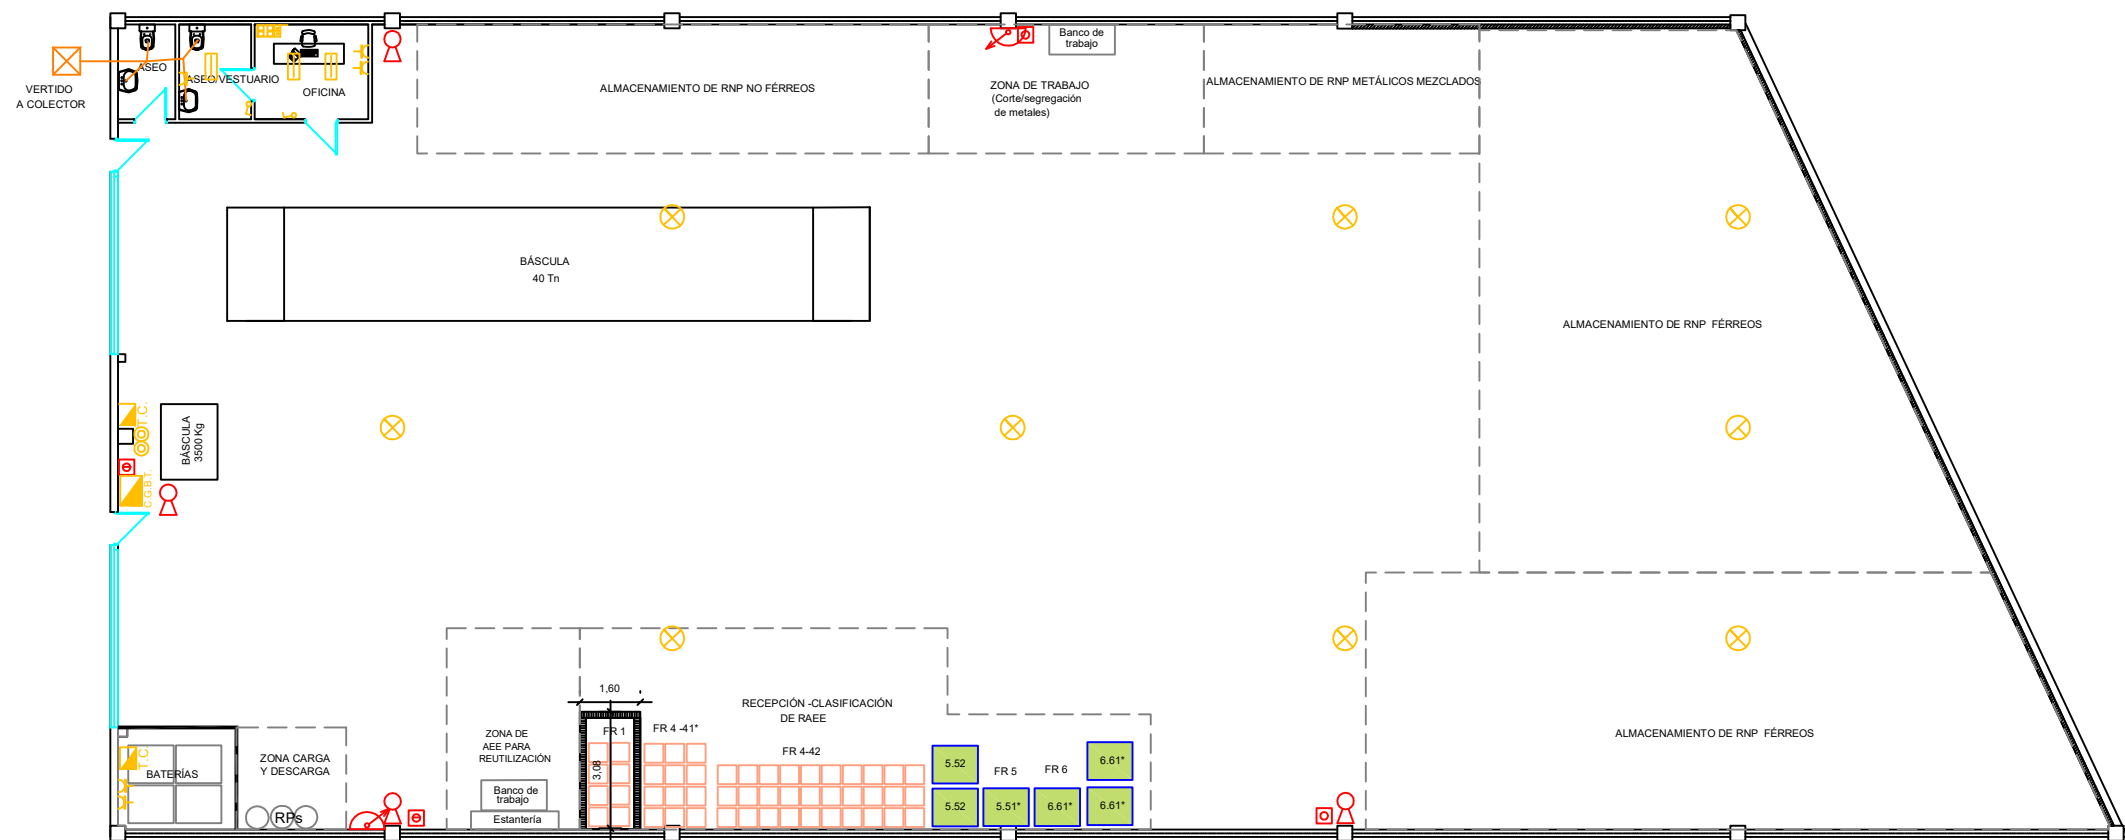 VERTIDO
A COLECTOR
ASEO
ASEO/VESTUARIO
OFICINA
ALMACENAMIENTO DE RNP NO FÉRREOS
Banco de
trabajo
ZONA DE TRABAJO
(Corte/segregación
de metales)
ALMACENAMIENTO DE RNP METÁLICOS MEZCLADOS
BÁSCULA
40 Tn
ALMACENAMIENTO DE RNP FÉRREOS
T.C.
BÁSCULA
3500 Kg
C.G.B.T.
1,60
RECEPCIÓN -CLASIFICACIÓN
DE RAEE
FR 1
FR 4 -41*
3,08
FR 4-42
ZONA DE
AEE PARA
REUTILIZACIÓN
ZONA CARGA
Y DESCARGA
T.C.
BATERÍAS
RPs
Banco de
trabajo
Estantería
5.52
FR 5
FR 6
6.61*
5.52
5.51*
6.61*
6.61*
ALMACENAMIENTO DE RNP FÉRREOS